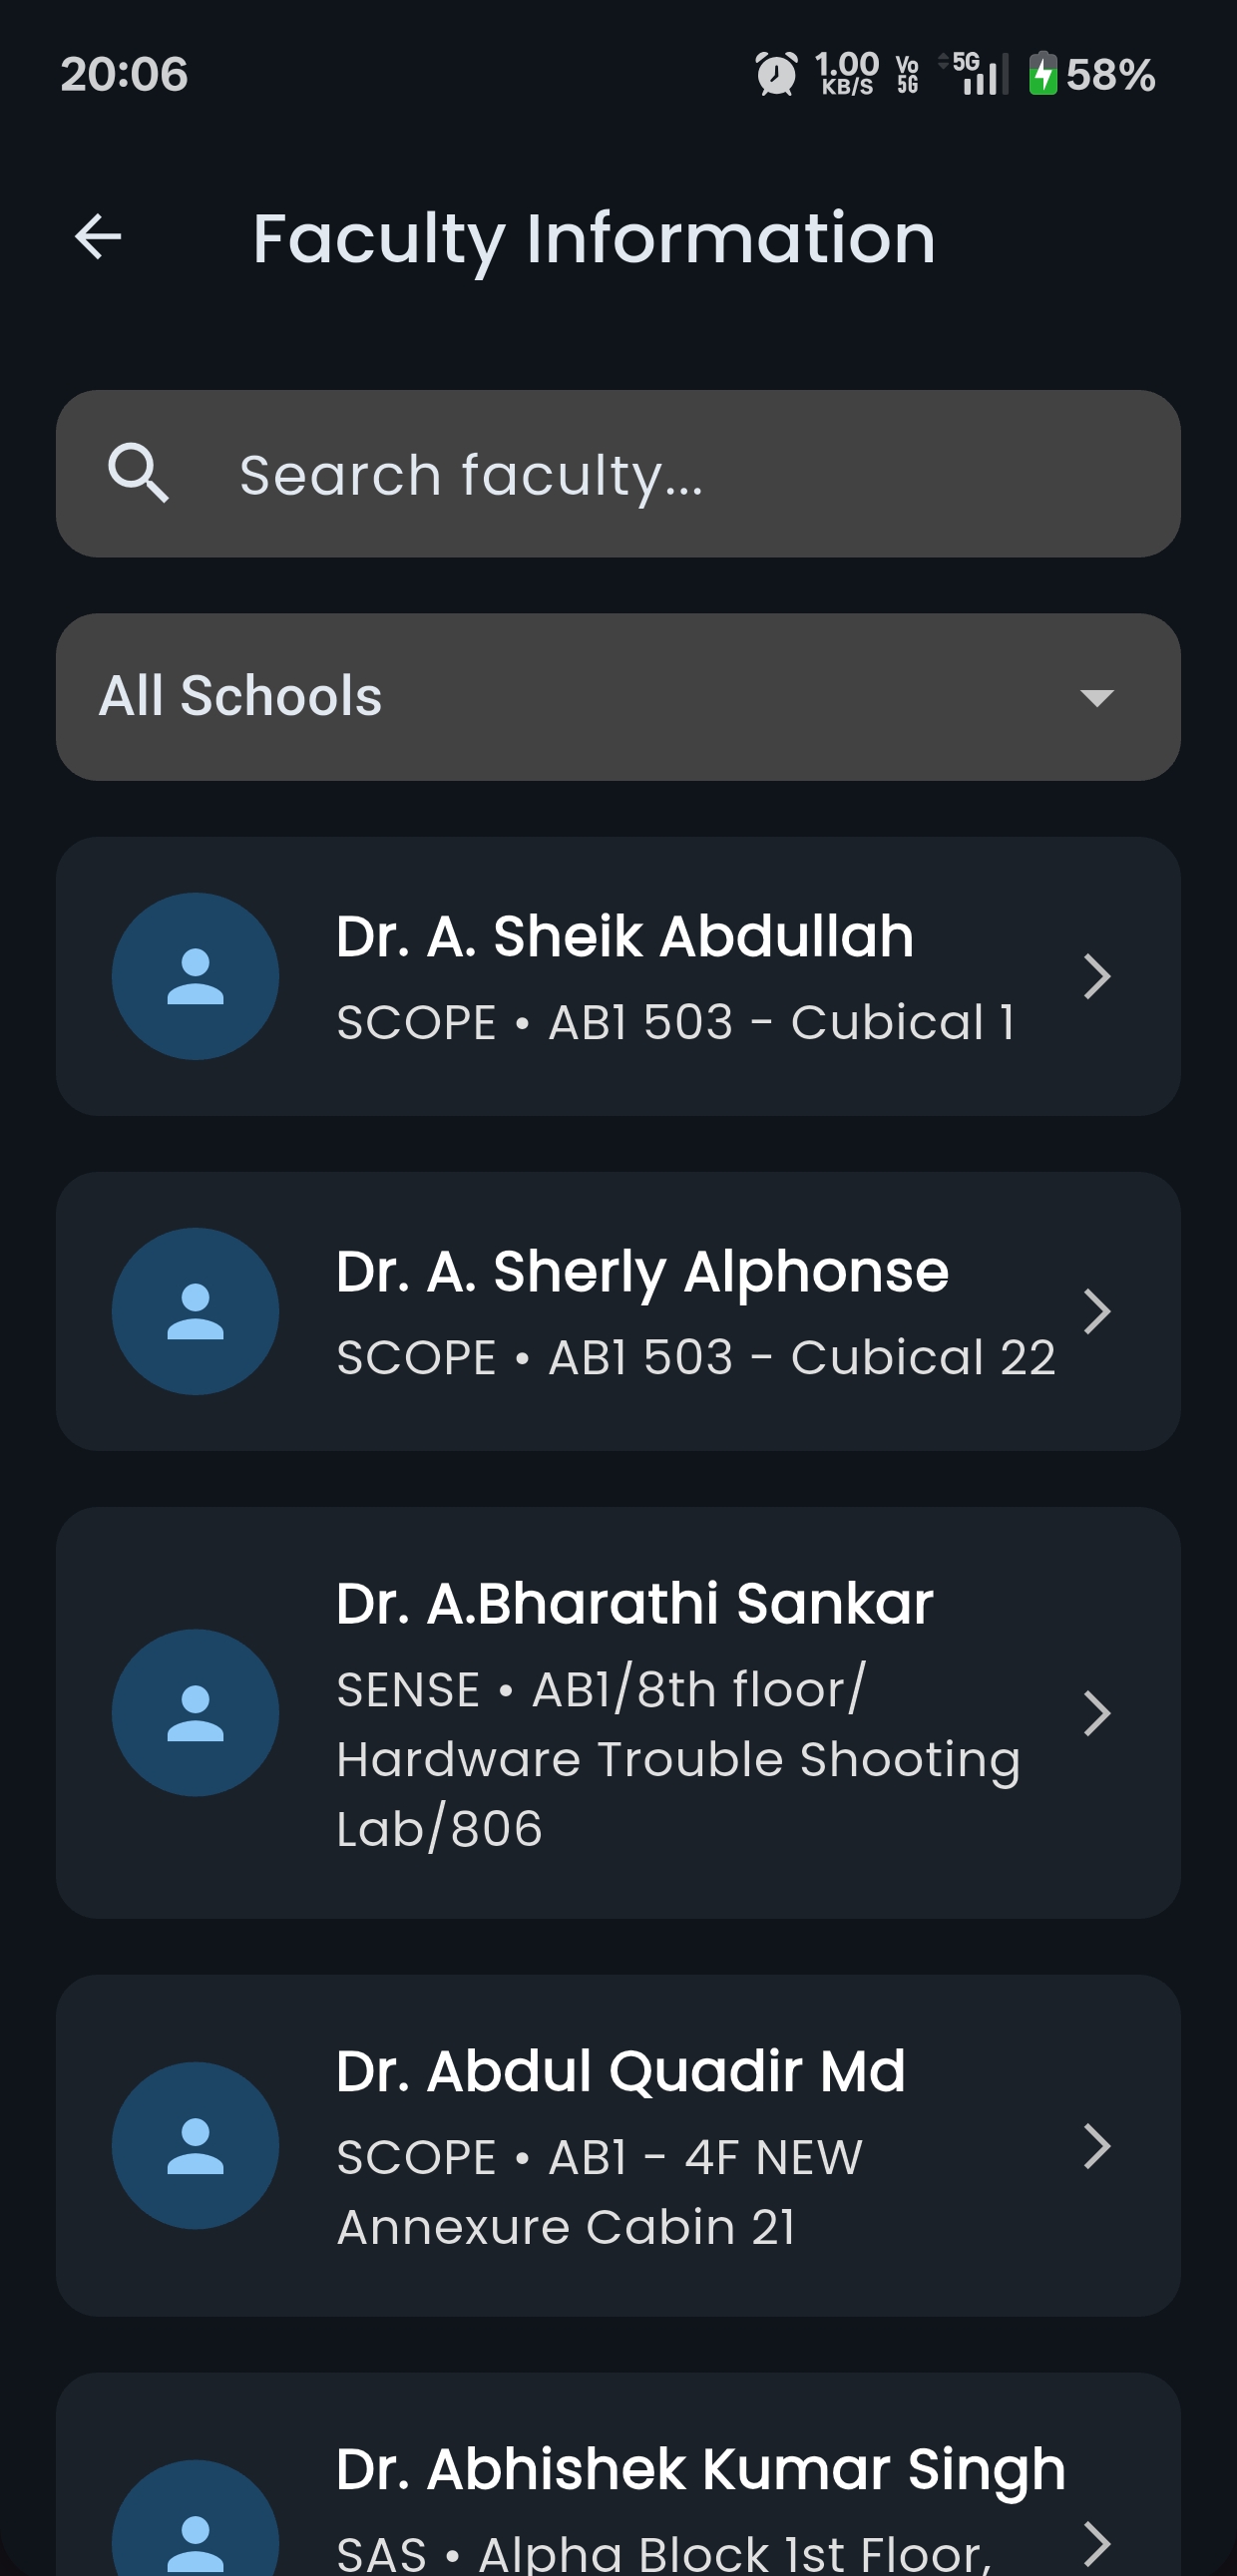 20:06 1.00 KB/S Vo 5G 5G 58%
Faculty Information
Search faculty...
All Schools
Dr. A. Sheik Abdullah
SCOPE • AB1 503 - Cubical 1
Dr. A. Sherly Alphonse
SCOPE • AB1 503 - Cubical 22
Dr. A.Bharathi Sankar
SENSE • AB1/8th floor/
Hardware Trouble Shooting
Lab/806
Dr. Abdul Quadir Md
SCOPE • AB1 - 4F NEW
Annexure Cabin 21
Dr. Abhishek Kumar Singh
SAS • Alpha Block 1st Floor,